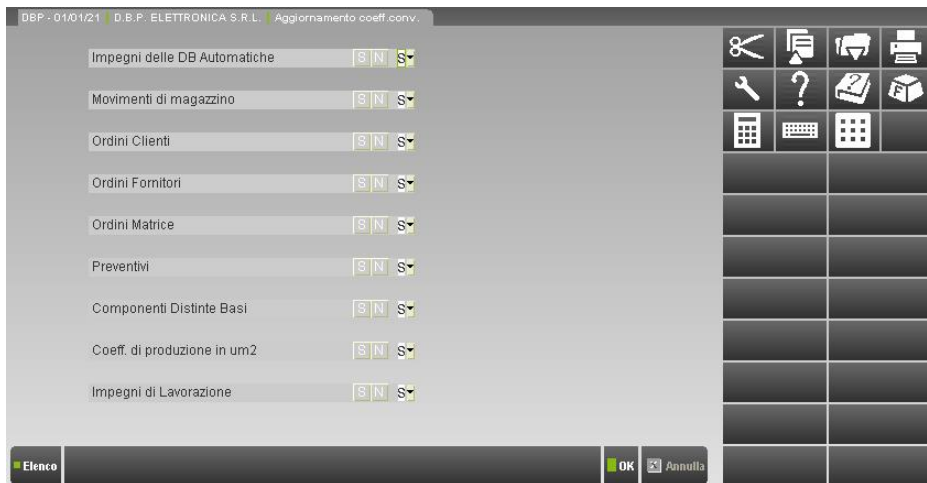 DBP - 01/01/21 D.B.P. ELETTRONICA S.R.L. Aggiornamento coeff.conv.
Impegni delle DB Automatiche S N S
Movimenti di magazzino S N S
Ordini Clienti S N S
Ordini Fornitori S N S
Ordini Matrice S N S
Preventivi S N S
Componenti Distinte Basi S N S
Coeff. di produzione in um2 S N S
Impegni di Lavorazione S N S
Elenco OK Annulla
? ? F